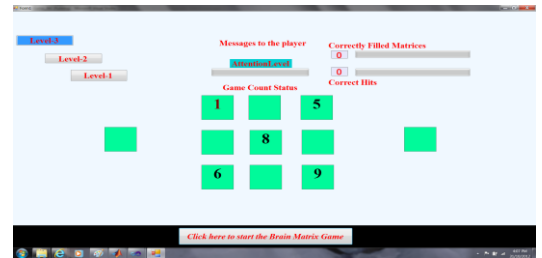 Level-3
Level-2
Level-1
Messages to the player
AttentionLevel
Game Count Status
Correctly Filled Matrices
0
0
Correct Hits
1 5
8
6 9
Click here to start the Brain Matrix Game